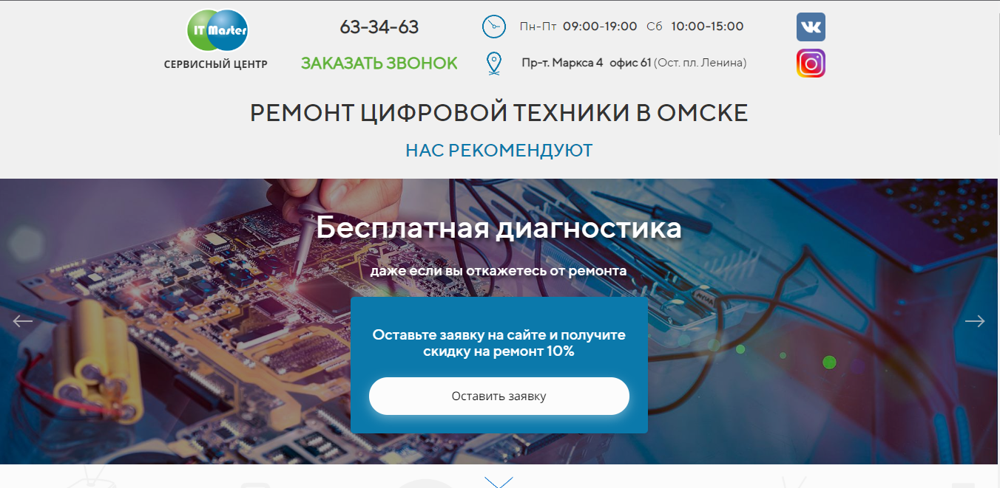 IT Master
СЕРВИСНЫЙ ЦЕНТР
63-34-63
ЗАКАЗАТЬ ЗВОНОК
Пн-Пт 09:00-19:00 Сб 10:00-15:00
Пр-т. Маркса 4 офис 61 (Ост. пл. Ленина)
РЕМОНТ ЦИФРОВОЙ ТЕХНИКИ В ОМСКЕ
НАС РЕКОМЕНДУЮТ
Бесплатная диагностика
даже если вы откажетесь от ремонта
Оставьте заявку на сайте и получите
скидку на ремонт 10%
Оставить заявку